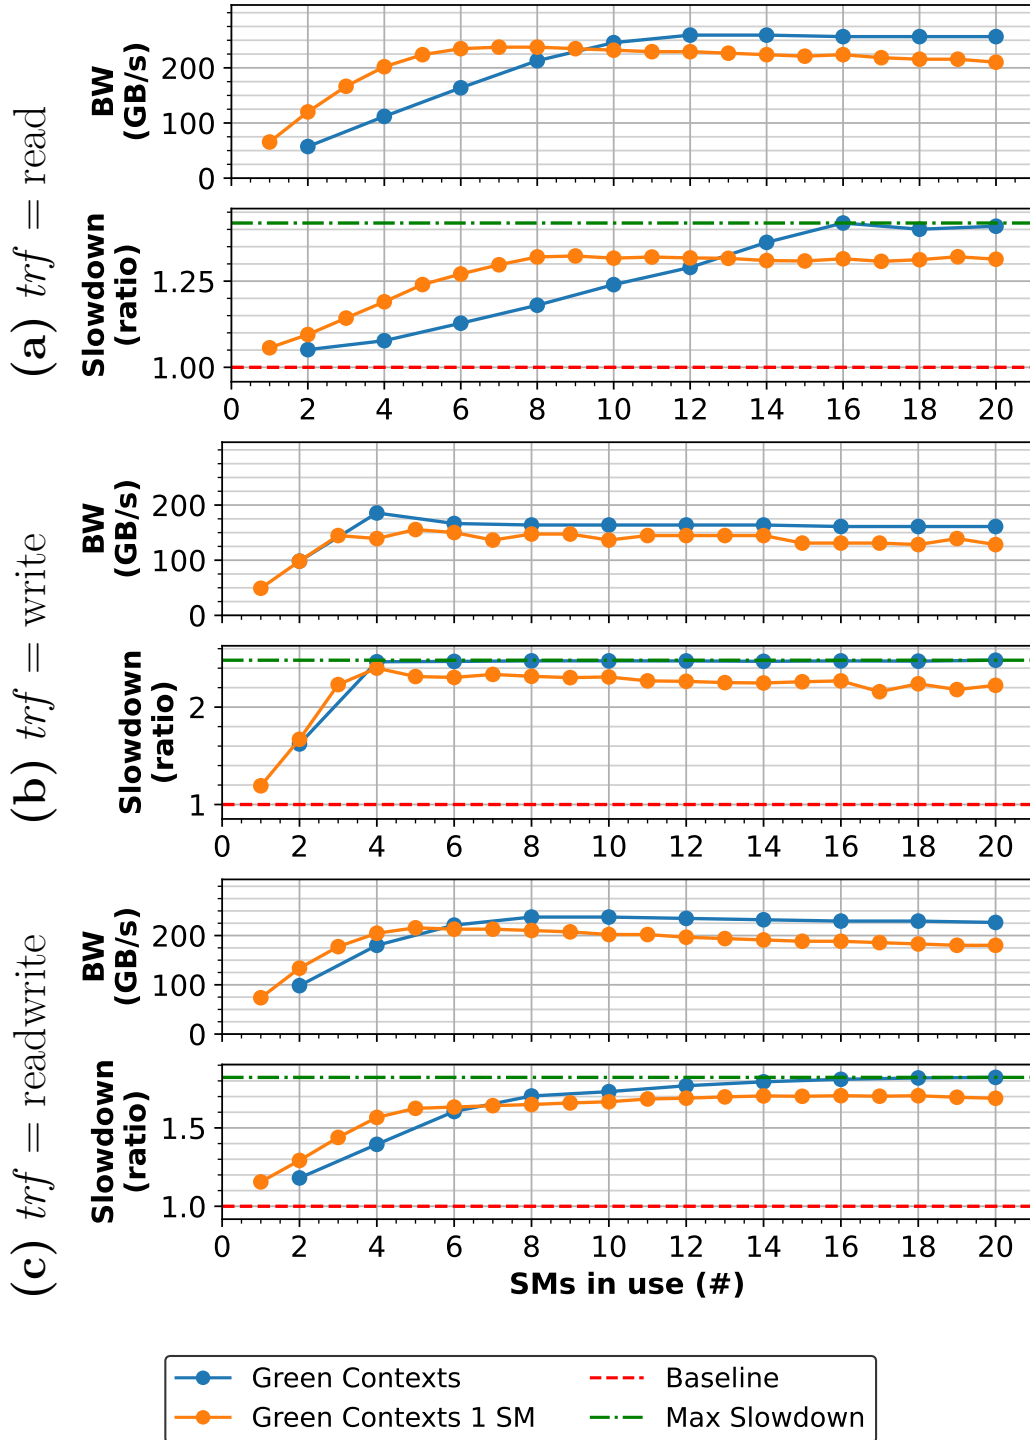 (a) trf = read
BW
(GB/s)
200
100
0
Slowdown
(ratio)
1.25
1.00
0 2 4 6 8 10 12 14 16 18 20
(b) trf = write
BW
(GB/s)
200
100
0
Slowdown
(ratio)
2
1
0 2 4 6 8 10 12 14 16 18 20
(c) trf = readwrite
BW
(GB/s)
200
100
0
Slowdown
(ratio)
1.5
1.0
0 2 4 6 8 10 12 14 16 18 20
SMs in use (#)
Green Contexts
Green Contexts 1 SM
Baseline
Max Slowdown